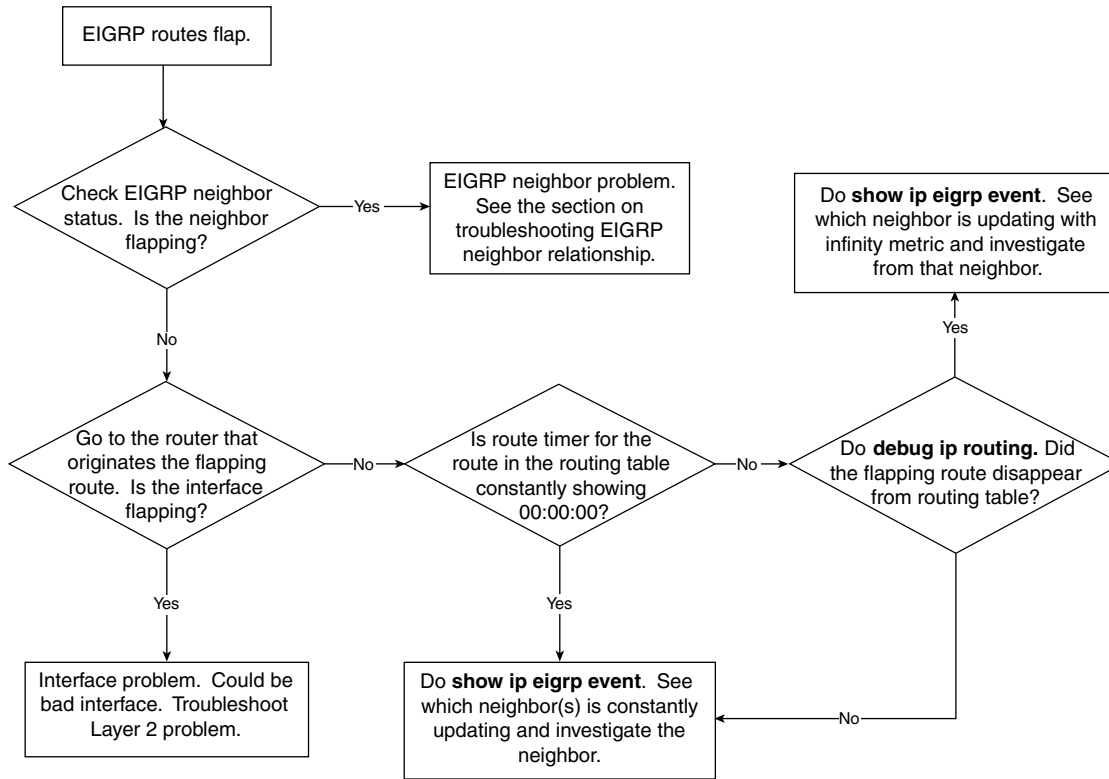 EIGRP routes flap.
Check EIGRP neighbor
status.  Is the neighbor
flapping?
Yes
EIGRP neighbor problem.
See the section on
troubleshooting EIGRP
neighbor relationship.
Do show ip eigrp event.  See
which neighbor is updating with
infinity metric and investigate
from that neighbor.
Yes
No
Go to the router that
originates the flapping
route.  Is the interface
flapping?
No
Is route timer for the
route in the routing table
constantly showing
00:00:00?
No
Do debug ip routing. Did
the flapping route disappear
from routing table?
Yes
Yes
No
Interface problem.  Could be
bad interface.  Troubleshoot
Layer 2 problem.
Do show ip eigrp event.  See
which neighbor(s) is constantly
updating and investigate the
neighbor.